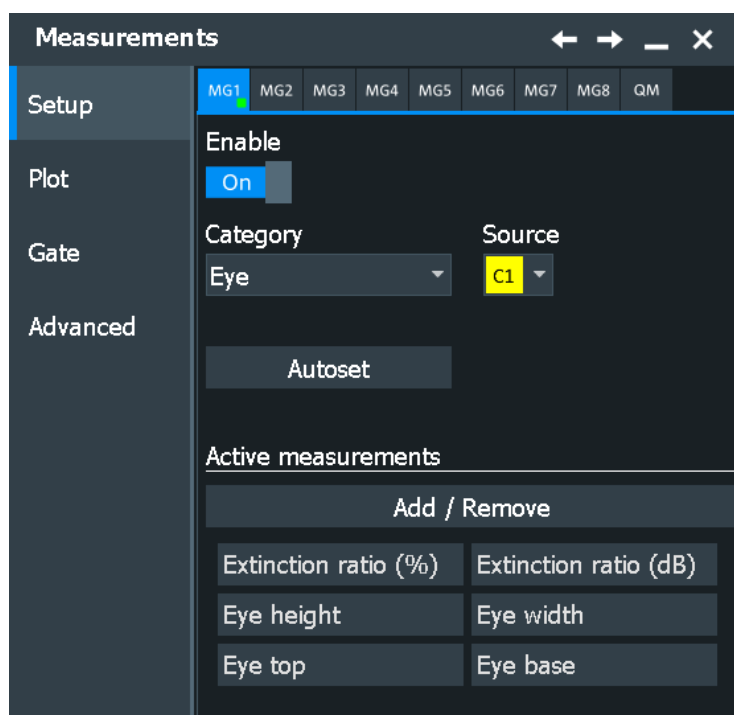 Measurements
Setup
Plot
Gate
Advanced
MG1 MG2 MG3 MG4 MG5 MG6 MG7 MG8 QM
Enable
On
Category Source
Eye C1
Autoset
Active measurements
Add / Remove
Extinction ratio (%) Extinction ratio (dB)
Eye height Eye width
Eye top Eye base